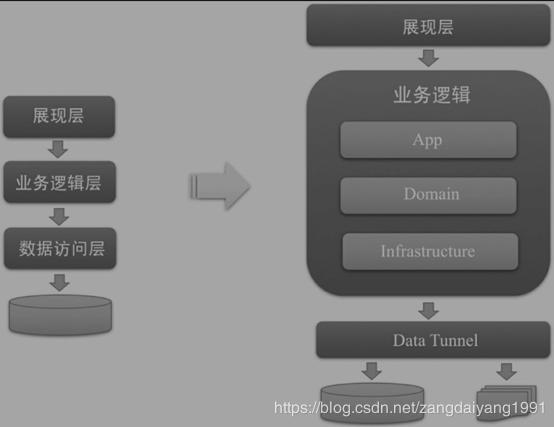 展现层
业务逻辑层
数据访问层
展现层
业务逻辑
App
Domain
Infrastructure
Data Tunnel
https://blog.csdn.net/zangdaiyang1991